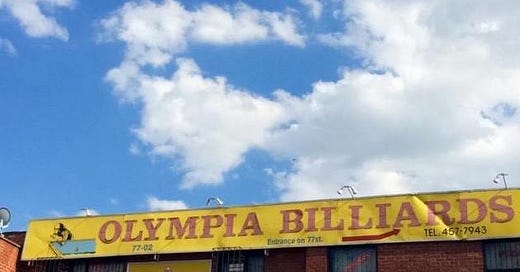 OLYMPIA BILLIARDS
77-02 Entrance on 77st. TEL. 457-7943